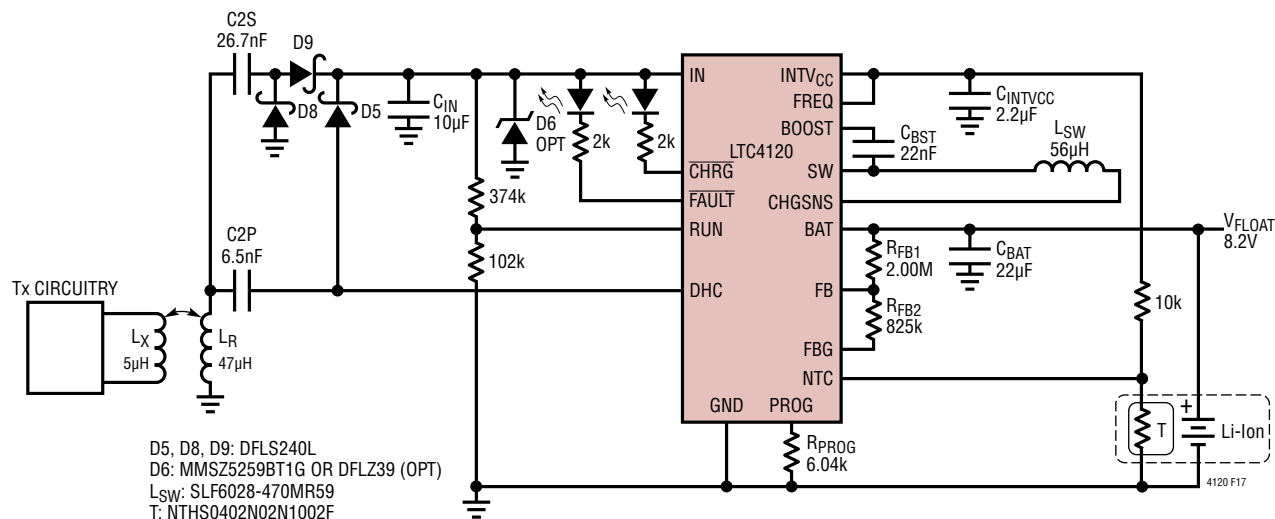 C2S
26.7nF
D9
D8
D5
CIN
10µF
D6
OPT
2k
2k
374k
102k
C2P
6.5nF
Tx CIRCUITRY
LX
5µH
LR
47µH
IN
CHRG
FAULT
RUN
DHC
LTC4120
GND
PROG
INTVCC
FREQ
BOOST
SW
CHGSNS
BAT
FB
FBG
NTC
CINTVCC
2.2µF
CBST
22nF
LSW
56µH
RFB1
2.00M
CBAT
22µF
RFB2
825k
VFLOAT
8.2V
10k
T
+
Li-Ion
RPROG
6.04k
D5, D8, D9: DFLS240L
D6: MMSZ5259BT1G OR DFLZ39 (OPT)
LSW: SLF6028-470MR59
T: NTHS0402N02N1002F
4120 F17